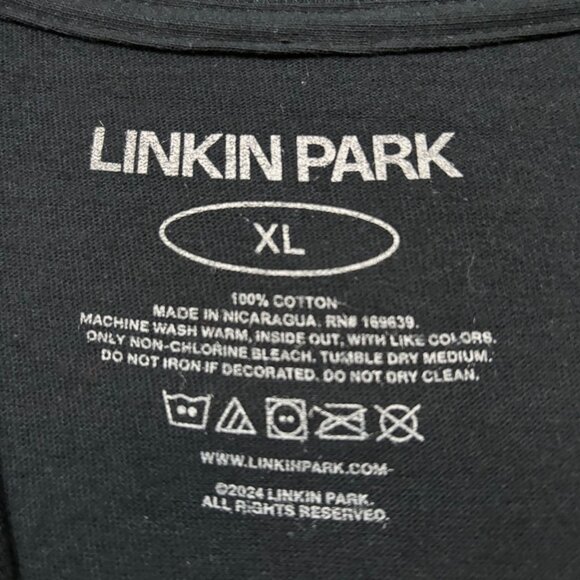 LINKIN PARK
XL
100% COTTON
MADE IN NICARAGUA. RN# 169639.
MACHINE WASH WARM, INSIDE OUT, WITH LIKE COLORS.
ONLY NON-CHLORINE BLEACH. TUMBLE DRY MEDIUM.
DO NOT IRON IF DECORATED. DO NOT DRY CLEAN.
WWW.LINKINPARK.COM
©2024 LINKIN PARK.
ALL RIGHTS RESERVED.